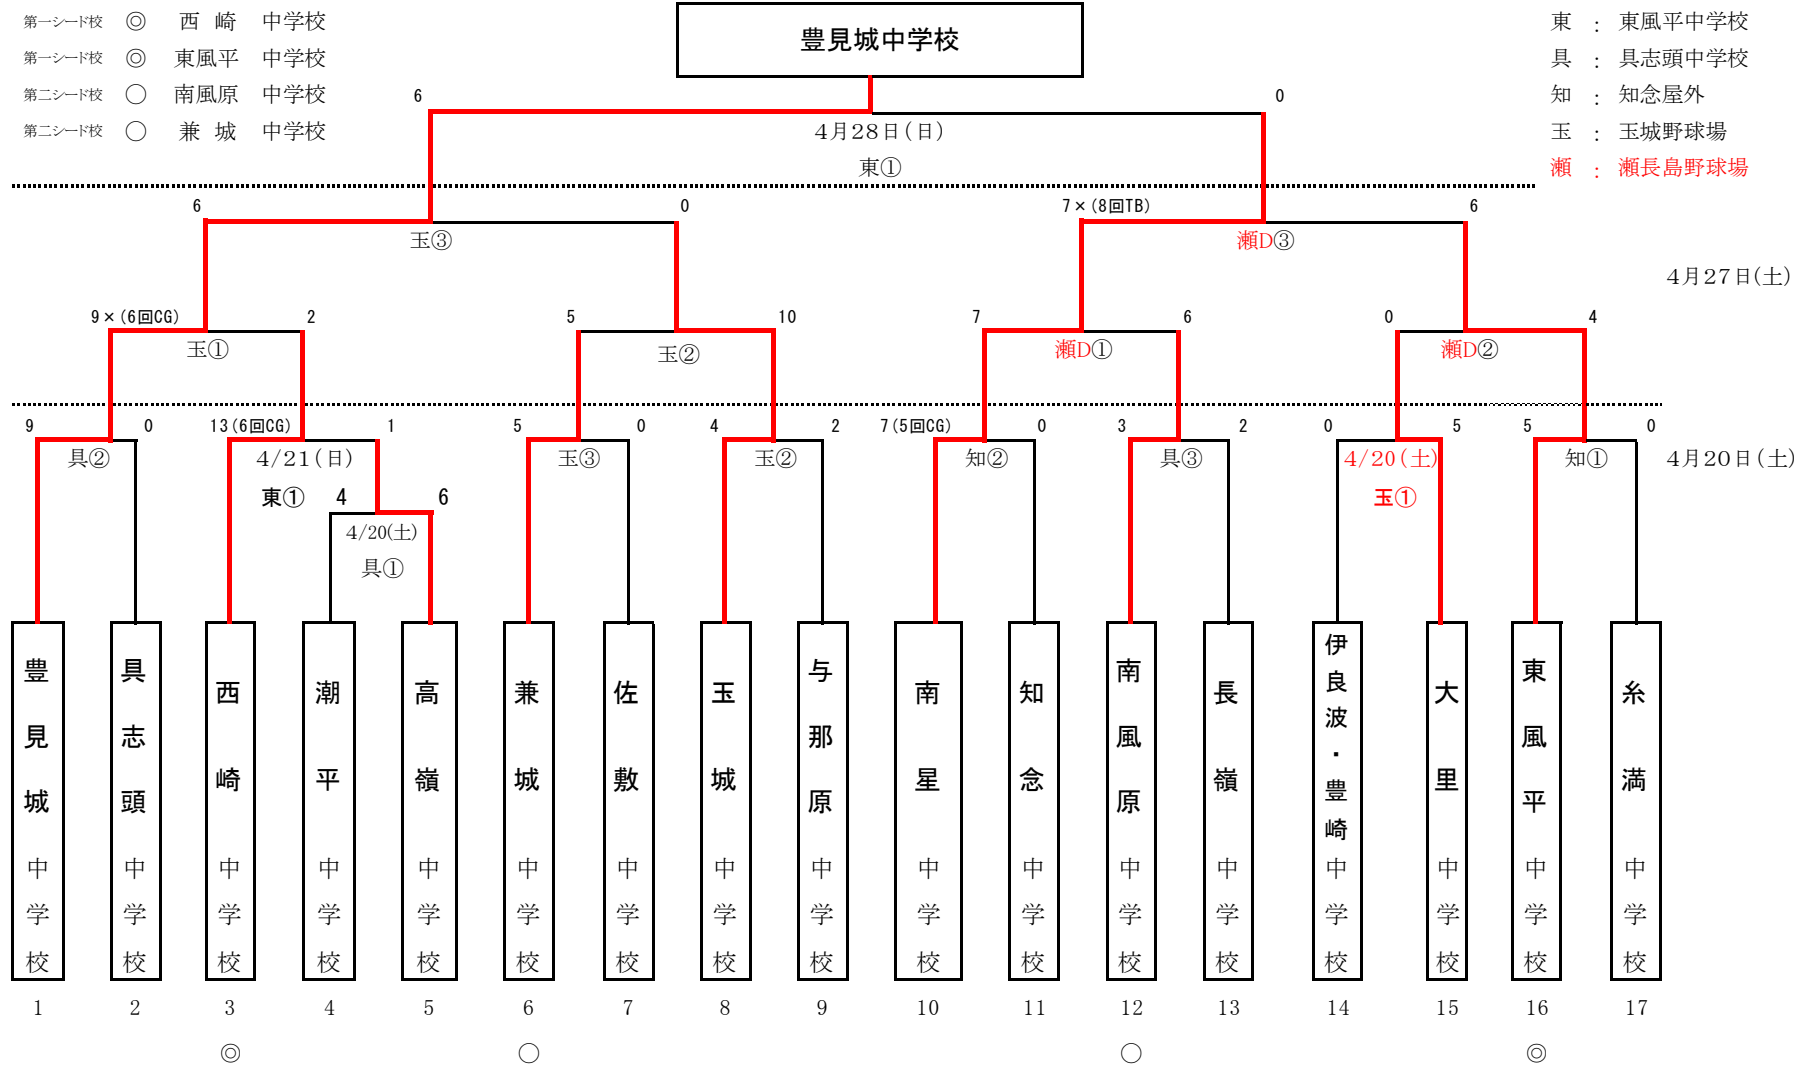 第一シード校 ◎ 西 崎 中学校
第一シード校 ◎ 東風平 中学校
第二シード校 ○ 南風原 中学校
第二シード校 ○ 兼 城 中学校
豊見城中学校
東 : 東風平中学校
具 : 具志頭中学校
知 : 知念屋外
玉 : 玉城野球場
瀬 : 瀬長島野球場
6 0
4月28日(日)
東①
6 0 7×(8回TB) 6
玉③ 瀬D③
4月27日(土)
9×(6回CG) 2 5 10 7 6 0 4
玉① 玉② 瀬D① 瀬D②
9 0 13(6回CG) 1 5 0 4 2 7(5回CG) 0 3 2 0 5 5 0
具② 4/21(日) 玉③ 玉② 知② 具③ 4/20(土) 知① 4月20日(土)
東① 4 6 玉①
4/20(土)
具①
豊見城中学校
具志頭中学校
西崎中学校
潮平中学校
高嶺中学校
兼城中学校
佐敷中学校
玉城中学校
与那原中学校
南星中学校
知念中学校
南風原中学校
長嶺中学校
伊良波・豊崎中学校
大里中学校
東風平中学校
糸満中学校
1 2 3 4 5 6 7 8 9 10 11 12 13 14 15 16 17
◎ ○ ○ ◎